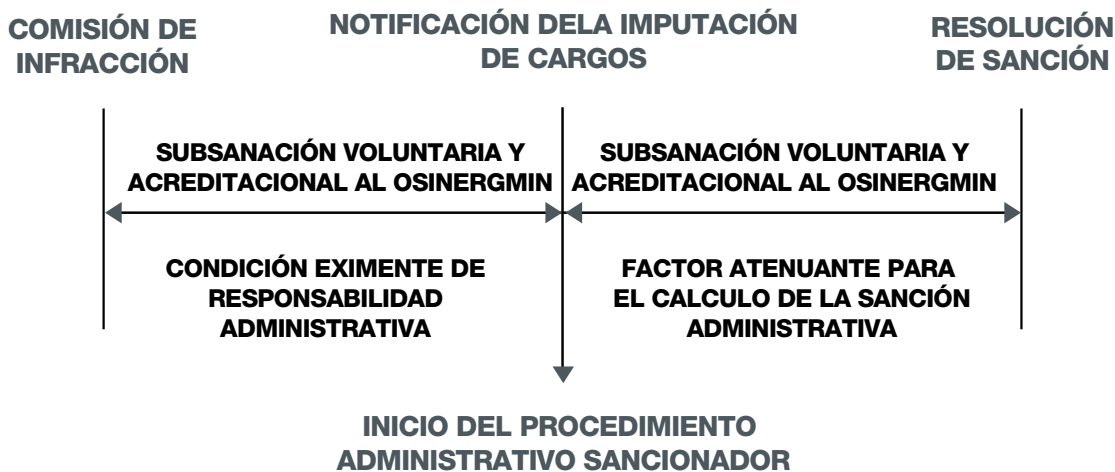 COMISIÓN DE
INFRACCIÓN
NOTIFICACIÓN DELA IMPUTACIÓN
DE CARGOS
RESOLUCIÓN
DE SANCIÓN
SUBSANACIÓN VOLUNTARIA Y
ACREDITACIONAL AL OSINERGMIN
SUBSANACIÓN VOLUNTARIA Y
ACREDITACIONAL AL OSINERGMIN
CONDICIÓN EXIMENTE DE
RESPONSABILIDAD
ADMINISTRATIVA
FACTOR ATENUANTE PARA
EL CALCULO DE LA SANCIÓN
ADMINISTRATIVA
INICIO DEL PROCEDIMIENTO
ADMINISTRATIVO SANCIONADOR